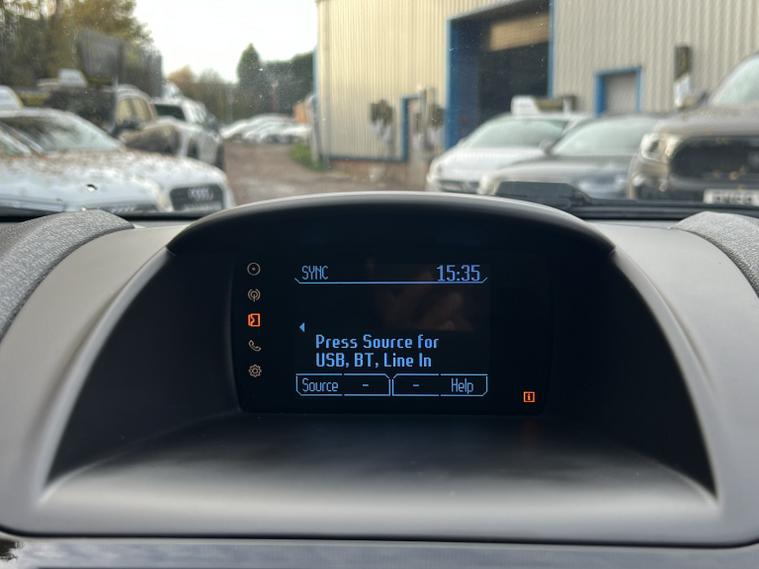 SYNC 15:35
Press Source for
USB, BT, Line In
Source - - Help